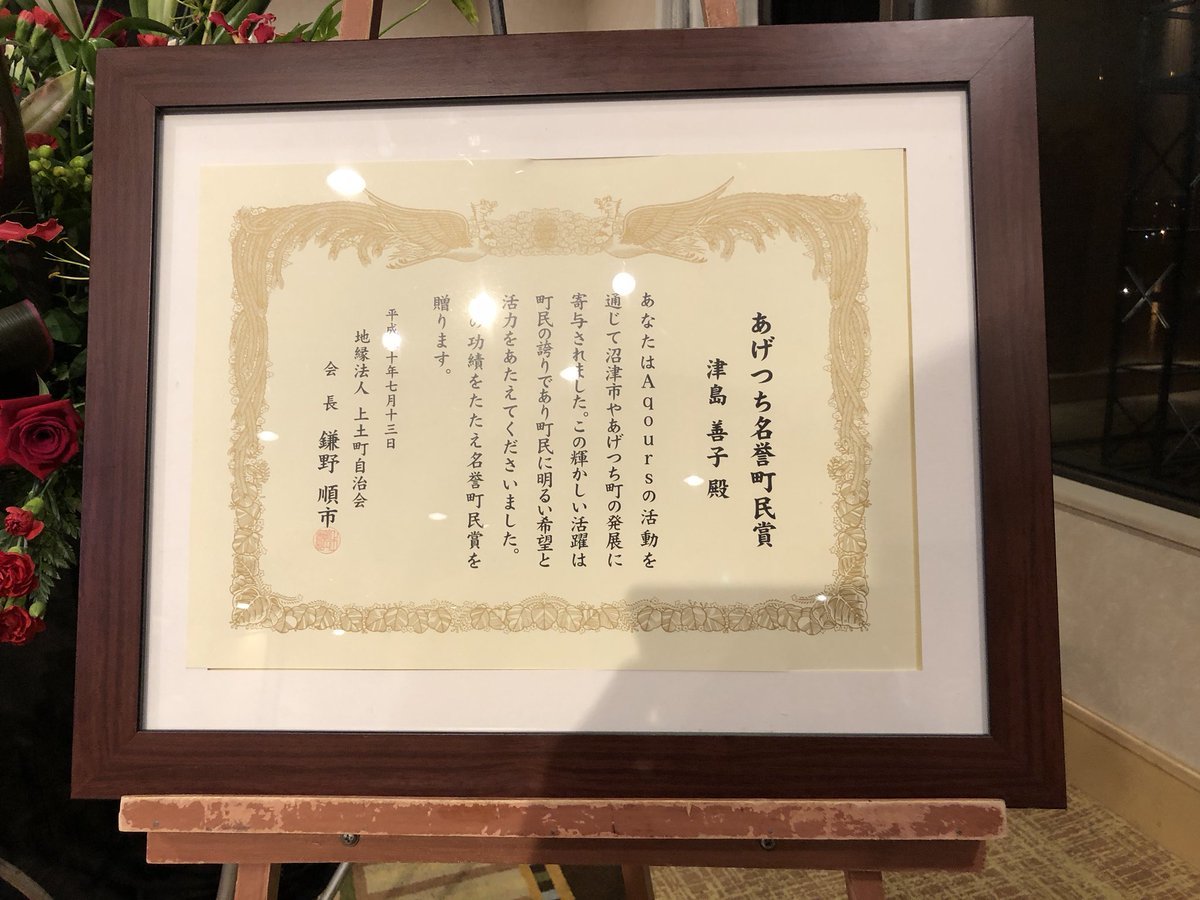 あげつち名誉町民賞
津島 善子 殿
あなたはAqoursの活動を
通じて沼津市やあげつち町の発展に
寄与されました。この輝かしい活躍は
町民の誇りであり町民に明るい希望と
活力をあたえてくださいました。
の功績をたたえ名誉町民賞を
贈ります。
平成 十年七月十三日
地縁法人 上土町自治会
会長 鎌野 順市